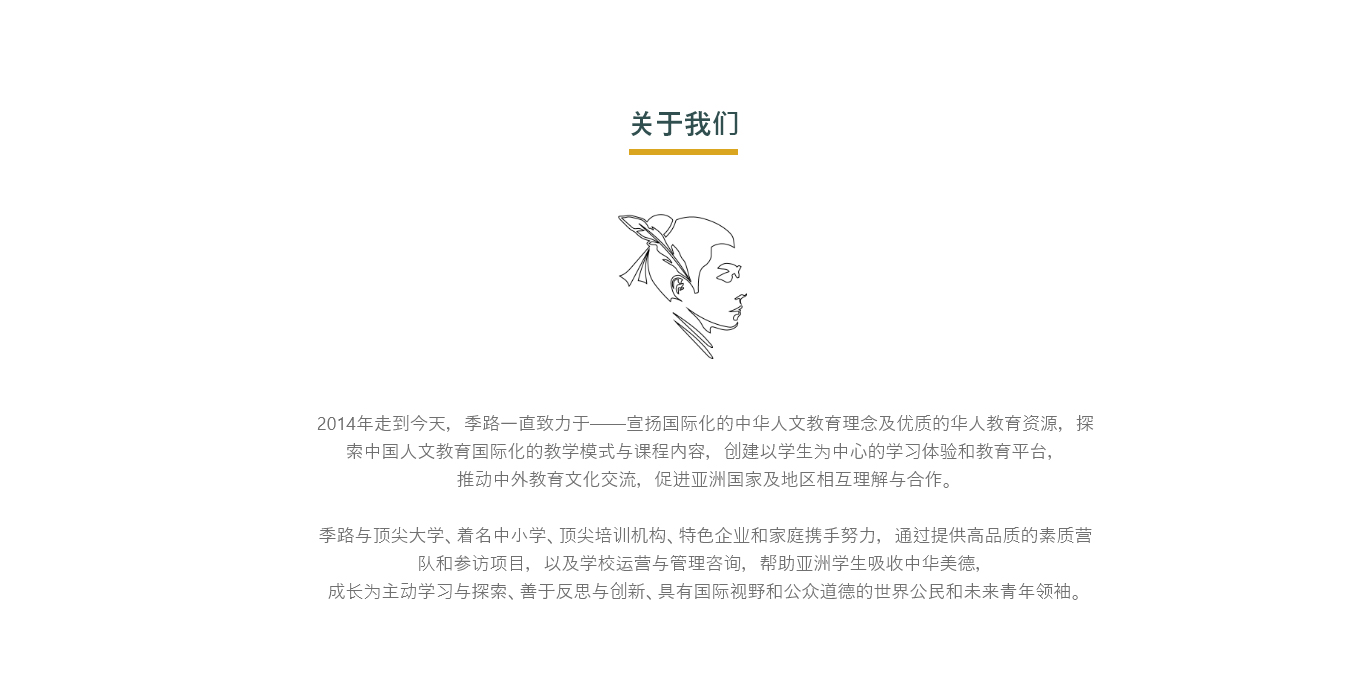 关于我们
2014年走到今天，季路一直致力于——宣扬国际化的中华人文教育理念及优质的华人教育资源，探
索中国人文教育国际化的教学模式与课程内容，创建以学生为中心的学习体验和教育平台，
推动中外教育文化交流，促进亚洲国家及地区相互理解与合作。
季路与顶尖大学、着名中小学、顶尖培训机构、特色企业和家庭携手努力，通过提供高品质的素质营
队和参访项目，以及学校运营与管理咨询，帮助亚洲学生吸收中华美德，
成长为主动学习与探索、善于反思与创新、具有国际视野和公众道德的世界公民和未来青年领袖。